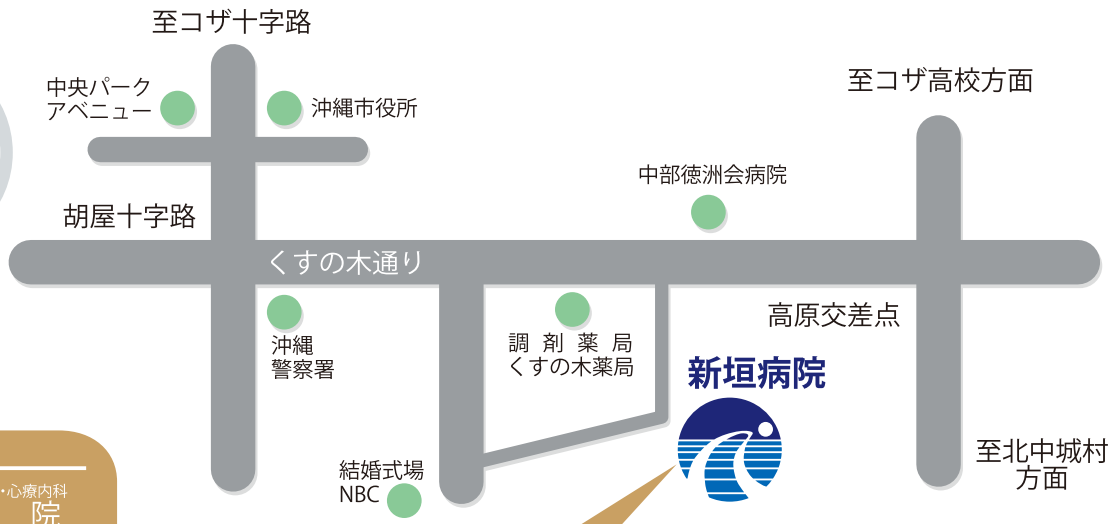 至コザ十字路
中央パーク
アベニュー
沖縄市役所
至コザ高校方面
中部徳洲会病院
胡屋十字路
くすの木通り
沖縄
警察署
調剤薬局
くすの木薬局
高原交差点
新垣病院
結婚式場
NBC
至北中城村
方面
・心療内科
院